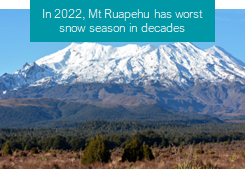 In 2022, Mt Ruapehu has worst
snow season in decades